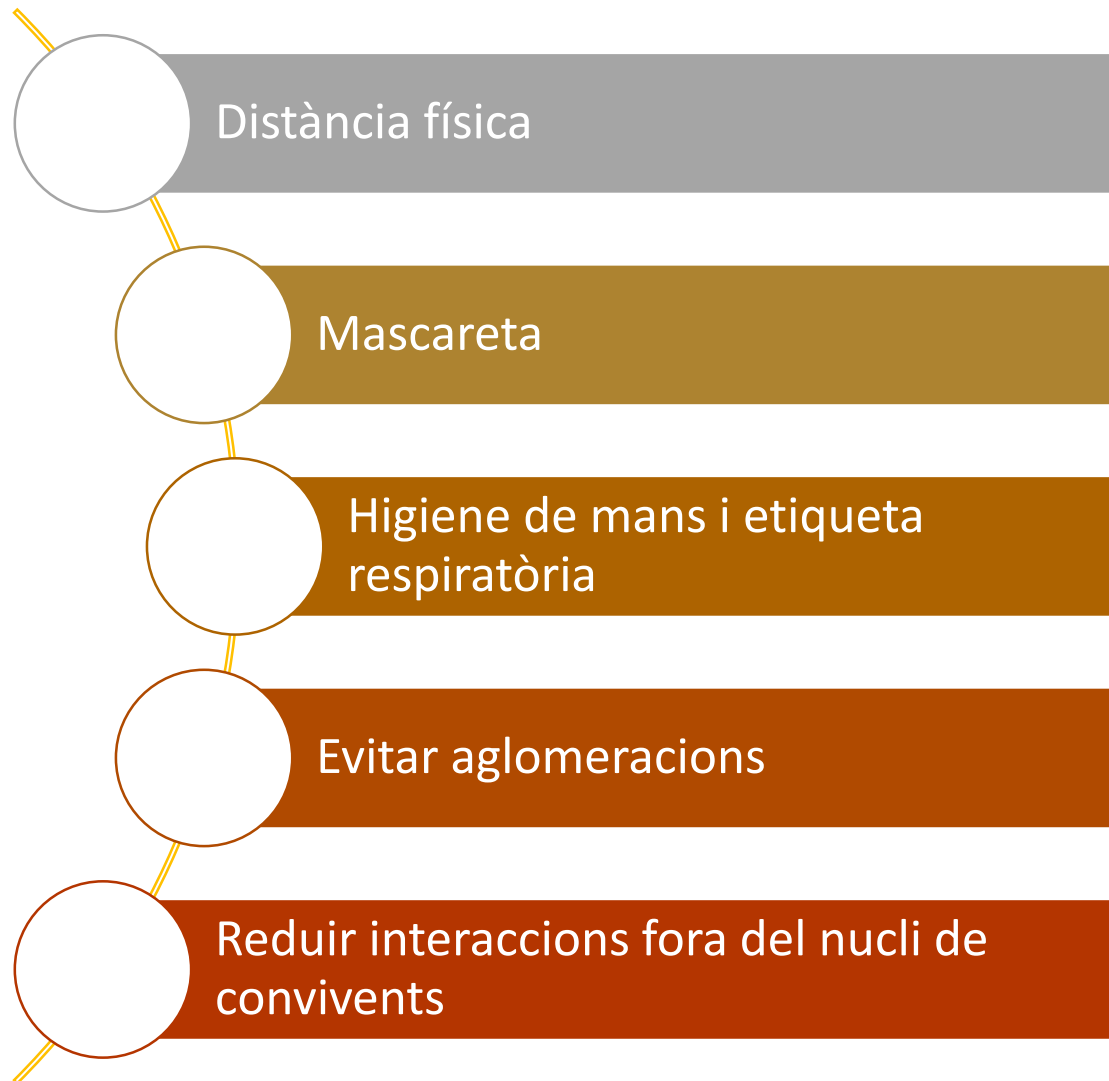 Distància física
Mascareta
Higiene de mans i etiqueta
respiratòria
Evitar aglomeracions
Reduir interaccions fora del nucli de
convivents